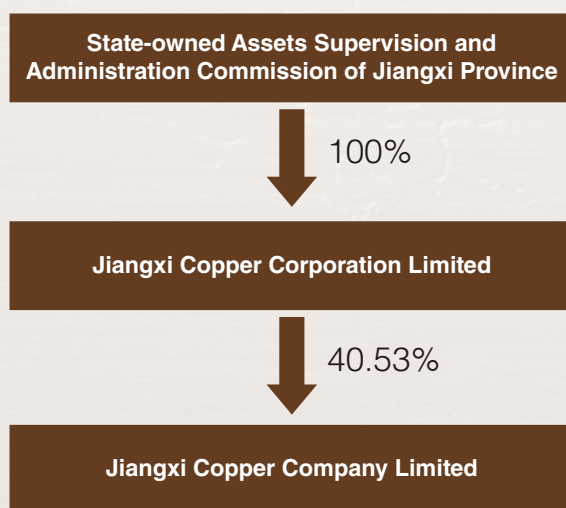 State-owned Assets Supervision and
Administration Commission of Jiangxi Province
100%
Jiangxi Copper Corporation Limited
40.53%
Jiangxi Copper Company Limited